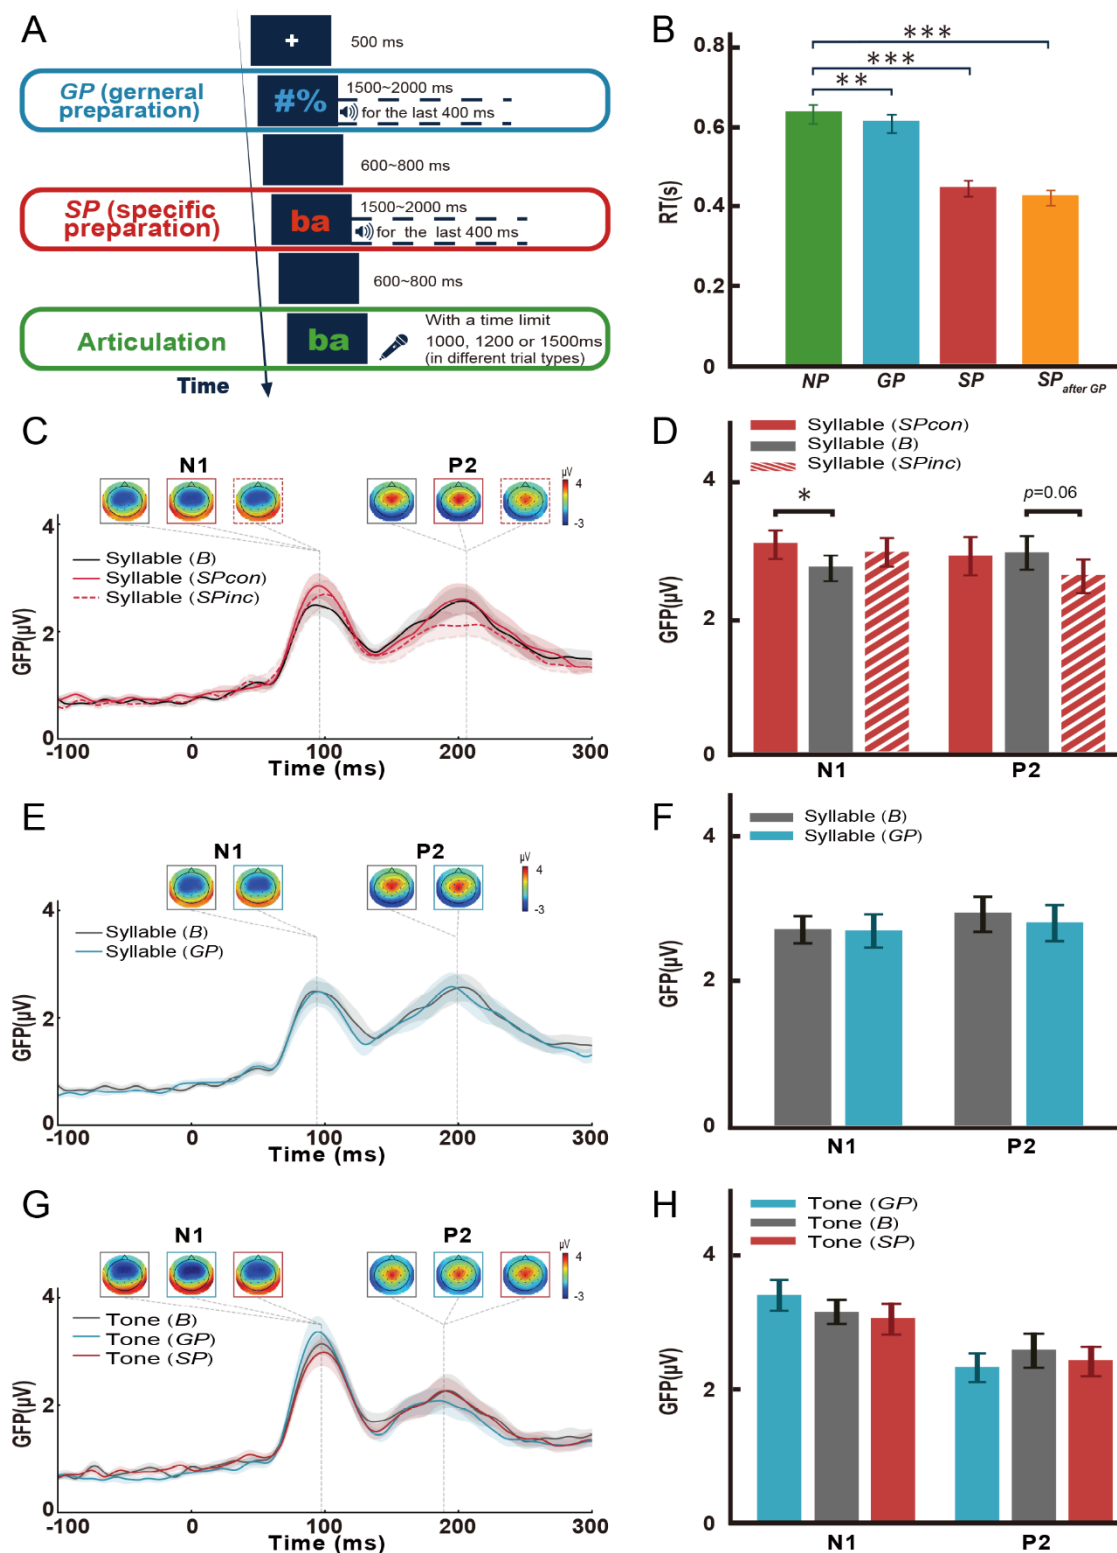 A
+
500 ms
GP (gerneral
preparation)
#%
1500~2000 ms
for the last 400 ms
600~800 ms
SP (specific
preparation)
ba
1500~2000 ms
for the last 400 ms
600~800 ms
Articulation
ba
With a time limit
1000, 1200 or 1500ms
(in different trial types)
Time
B
0.8
0.6
0.4
0.2
0
RT(s)
***
***
**
NP
GP
SP
SP after GP
C
N1
P2
μV
4
-3
Syllable (B)
Syllable (SPcon)
Syllable (SPinc)
4
2
0
GFP(μV)
-100
0
100
200
300
Time (ms)
D
Syllable (SPcon)
Syllable (B)
Syllable (SPinc)
*
p=0.06
4
2
0
GFP(μV)
N1
P2
E
N1
P2
μV
4
-3
Syllable (B)
Syllable (GP)
4
2
0
GFP(μV)
-100
0
100
200
300
Time (ms)
F
Syllable (B)
Syllable (GP)
4
2
0
GFP(μV)
N1
P2
G
N1
P2
μV
4
-3
Tone (B)
Tone (GP)
Tone (SP)
4
2
0
GFP(μV)
-100
0
100
200
300
Time (ms)
H
Tone (GP)
Tone (B)
Tone (SP)
4
2
0
GFP(μV)
N1
P2